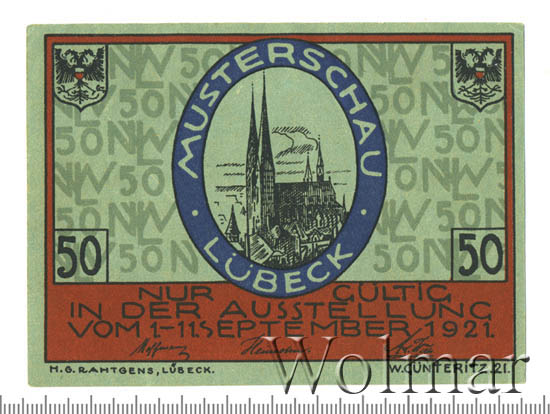 MUSTERSCHAU
LÜBECK
50
50
NUR GÜLTIG
IN DER AUSSTELLUNG
VOM 1.-11.SEPTEMBER 1921.
H.G. RAHTGENS, LÜBECK.
W. GÜNTERITZ. 21.
Wolmar